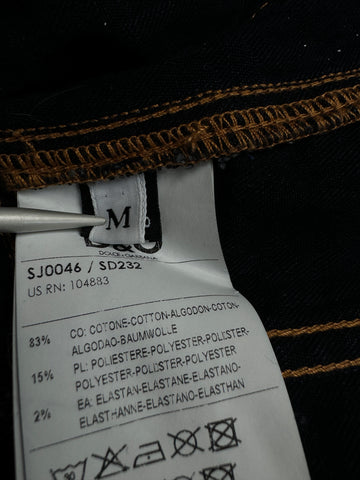 M
D&G
DOLCE & GABBANA
SJ0046 / SD232
US RN: 104883
83% CO: COTONE-COTTON-ALGODON-COTON-
ALGODAO-BAUMWOLLE
15% PL: POLIESTERE-POLYESTER-POLIESTER-
POLYESTER-POLIESTER-POLYESTER
2% EA: ELASTAN-ELASTANE-ELASTANO-
ELASTHANNE-ELASTANO-ELASTHAN